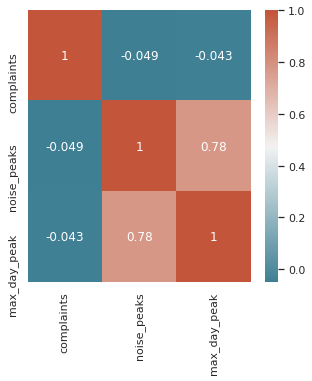 complaints
1
-0.049
-0.043
noise_peaks
-0.049
1
0.78
max_day_peak
-0.043
0.78
1
complaints
noise_peaks
max_day_peak
1.0
0.8
0.6
0.4
0.2
0.0